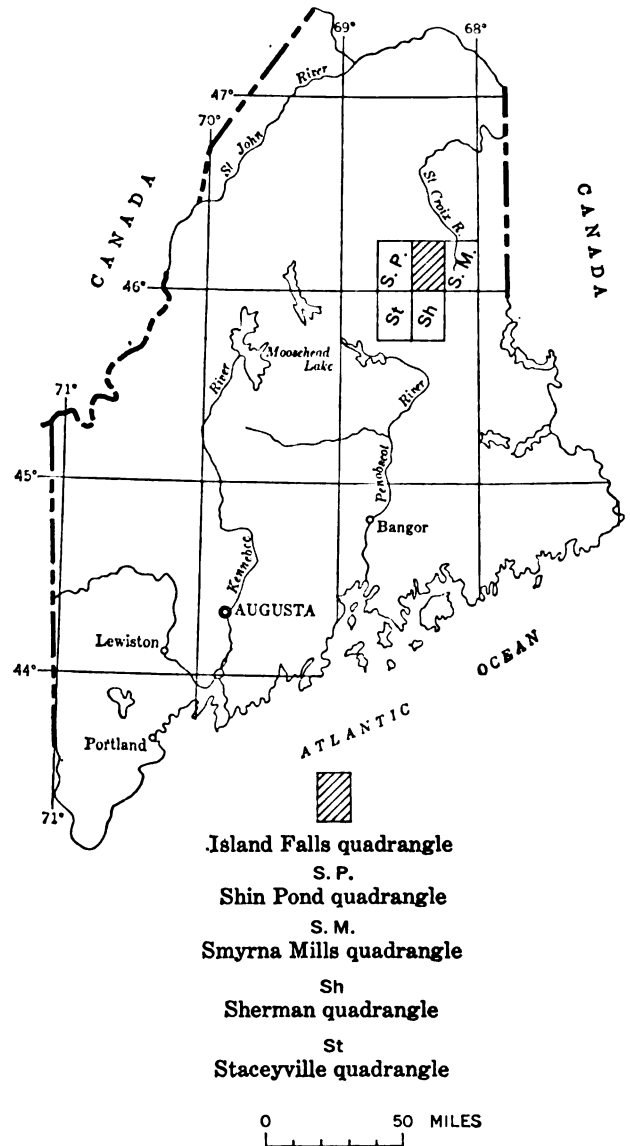 69°
68°
River
47°
70°
St John
St Croix R.
CANADA
CANADA
S. P.
S. M.
46°
St
Sh
Moosehead
Lake
River
River
71°
45°
Penobscot
Bangor
Kennebec
AUGUSTA
Lewiston
OCEAN
44°
ATLANTIC
Portland
71°
Island Falls quadrangle
S. P.
Shin Pond quadrangle
S. M.
Smyrna Mills quadrangle
Sh
Sherman quadrangle
St
Staceyville quadrangle
0 50 MILES